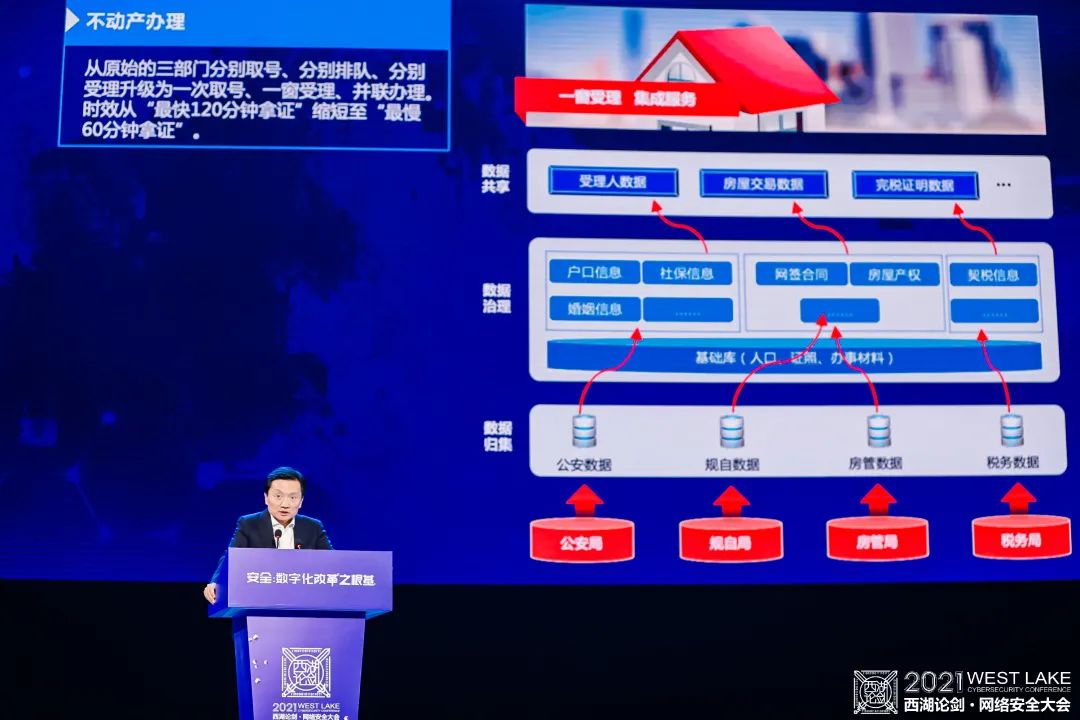 不动产办理
从原始的三部门分别取号、分别排队、分别
受理升级为一次取号、一窗受理、并联办理。
时效从“最快120分钟拿证”缩短至“最慢
60分钟拿证”。
一窗受理 集成服务
数据
共享
受理人数据
房屋交易数据
完税证明数据
...
数据
治理
户口信息
社保信息
网签合同
房屋产权
契税信息
婚姻信息
......
......
......
基础库（人口、证照、办事材料）
数据
归集
公安数据
规自数据
房管数据
税务数据
公安局
规自局
房管局
税务局
安全:数字化改革之根基
西湖论剑
2021 WEST LAKE
CYBERSECURITY CONFERENCE
西湖论剑·网络安全大会
西湖论剑
2021 WEST LAKE
CYBERSECURITY CONFERENCE
西湖论剑·网络安全大会